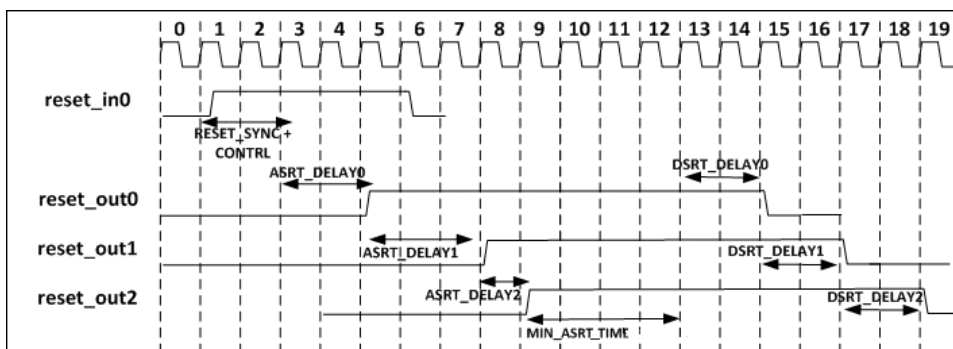 0 1 2 3 4 5 6 7 8 9 10 11 12 13 14 15 16 17 18 19
reset_in0
RESET_SYNC +
CONTRL
ASRT_DELAY0
DSRT_DELAY0
reset_out0
reset_out1
ASRT_DELAY1
DSRT_DELAY1
reset_out2
ASRT_DELAY2
DSRT_DELAY2
MIN_ASRT_TIME